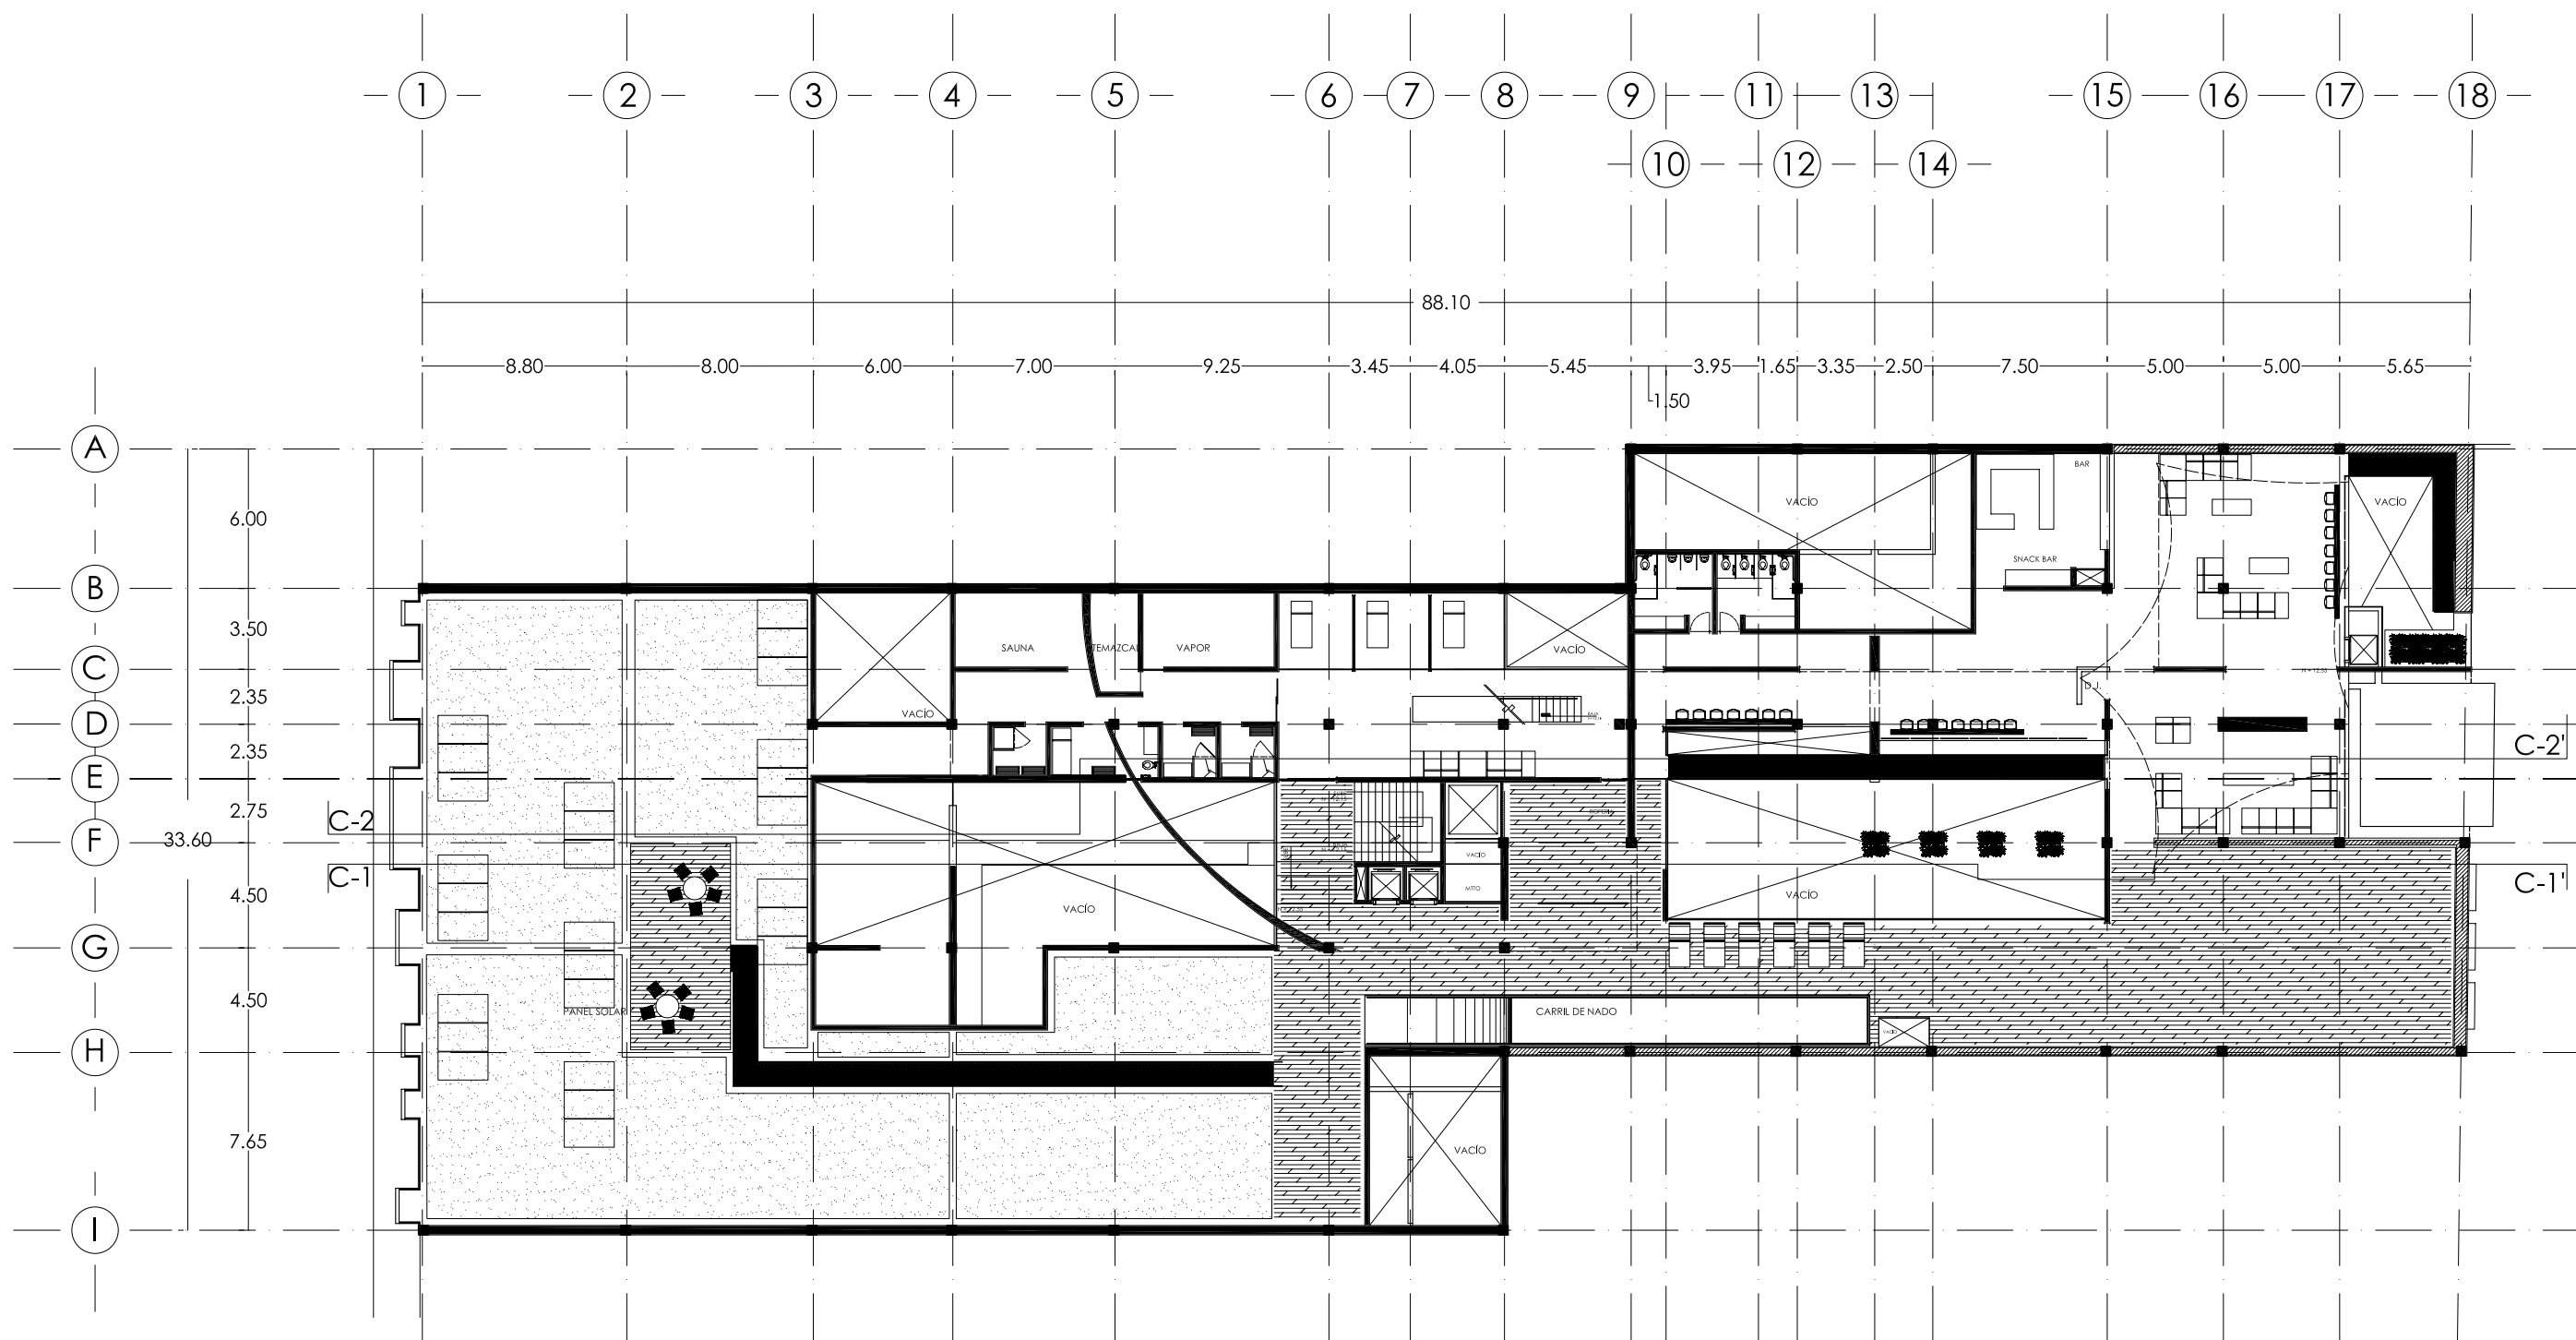 1 2 3 4 5 6 7 8 9 11 13 15 16 17 18
10 12 14
88.10
8.80 8.00 6.00 7.00 9.25 3.45 4.05 5.45 3.95 1.65 3.35 2.50 7.50 5.00 5.00 5.65
1.50
A
BAR
VACÍO
VACÍO
6.00
SNACK BAR
B
3.50
SAUNA
TEMAZCAL
VAPOR
VACÍO
C
2.35
D.J.
VACÍO
D
2.35
C-2'
E
2.75
C-2
F
33.60
VACÍO
C-1
C-1'
MTO
4.50
VACÍO
VACÍO
G
4.50
PANEL SOLAR
CARRIL DE NADO
VACÍO
H
7.65
VACÍO
I